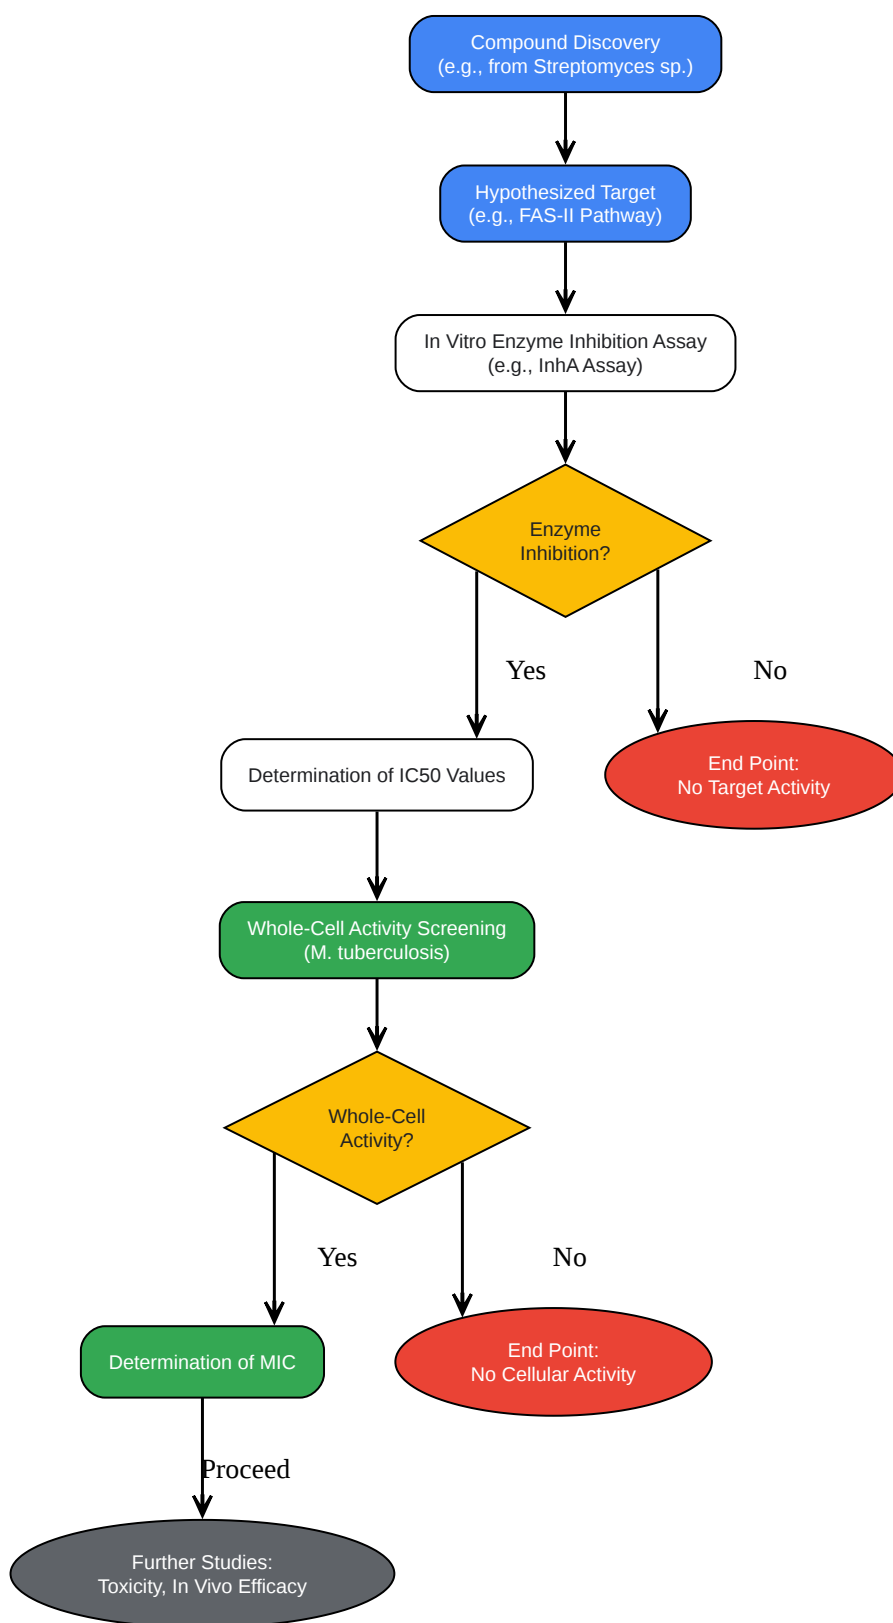 Compound Discovery
(e.g., from Streptomyces sp.)
Hypothesized Target
(e.g., FAS-II Pathway)
In Vitro Enzyme Inhibition Assay
(e.g., InhA Assay)
Enzyme
Inhibition?
Yes
No
Determination of IC50 Values
End Point:
No Target Activity
Whole-Cell Activity Screening
(M. tuberculosis)
Whole-Cell
Activity?
Yes
No
Determination of MIC
End Point:
No Cellular Activity
Proceed
Further Studies:
Toxicity, In Vivo Efficacy